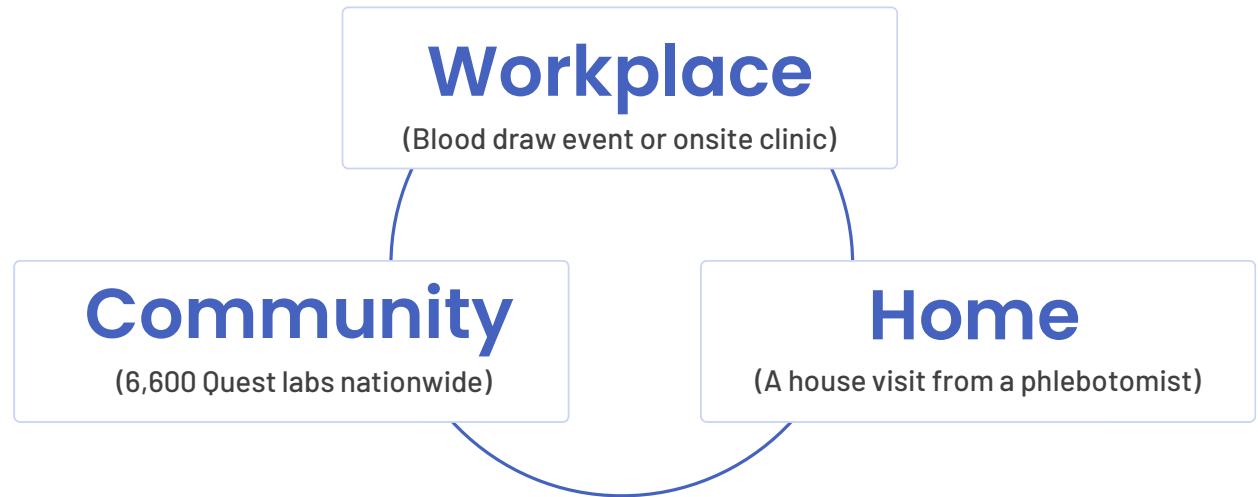 Workplace
(Blood draw event or onsite clinic)
Community
(6,600 Quest labs nationwide)
Home
(A house visit from a phlebotomist)